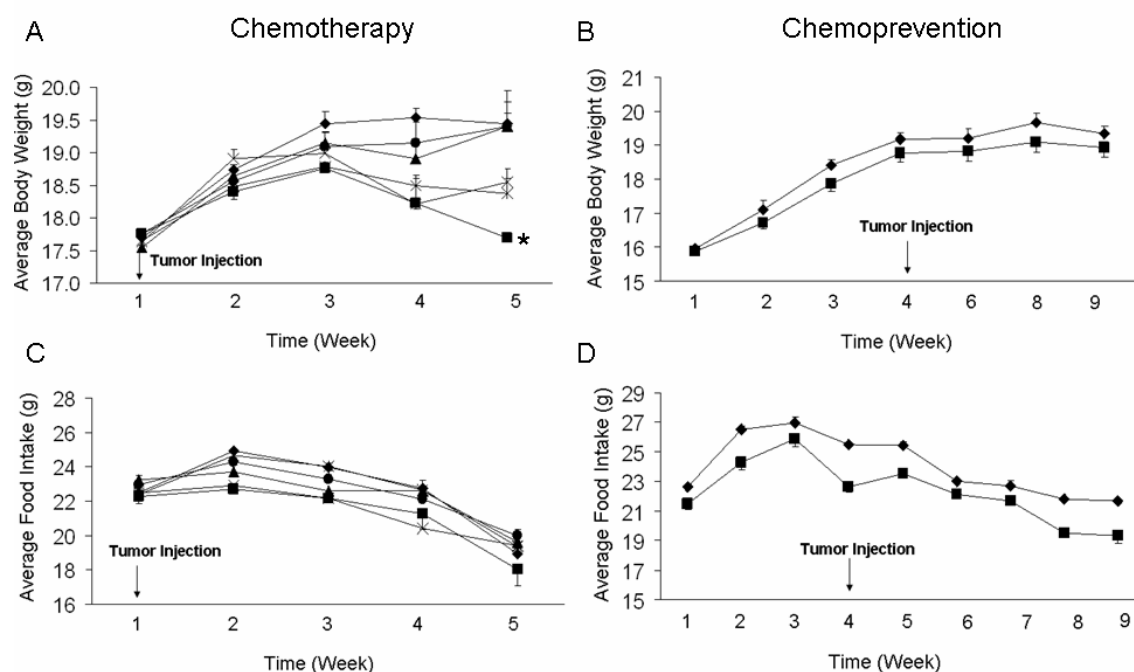 Chemotherapy
Chemoprevention
A
Average Body Weight (g)
20.0
19.5
19.0
18.5
18.0
17.5
17.0
Tumor Injection
*
1 2 3 4 5
Time (Week)
B
Average Body Weight (g)
21
20
19
18
17
16
15
Tumor Injection
1 2 3 4 6 8 9
Time (Week)
C
Average Food Intake (g)
28
26
24
22
20
18
16
Tumor Injection
1 2 3 4 5
Time (Week)
D
Average Food Intake (g)
29
27
25
23
21
19
17
15
Tumor Injection
1 2 3 4 5 6 7 8 9
Time (Week)